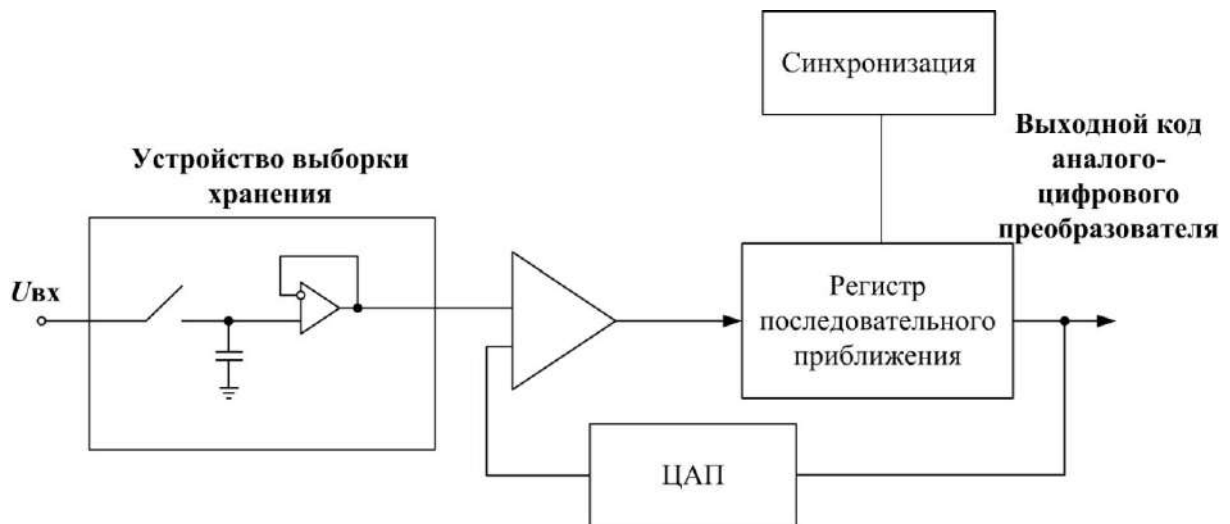 Синхронизация
Выходной код
аналого-
цифрового
преобразователя
Устройство выборки
хранения
Uвх
Регистр
последовательного
приближения
ЦАП